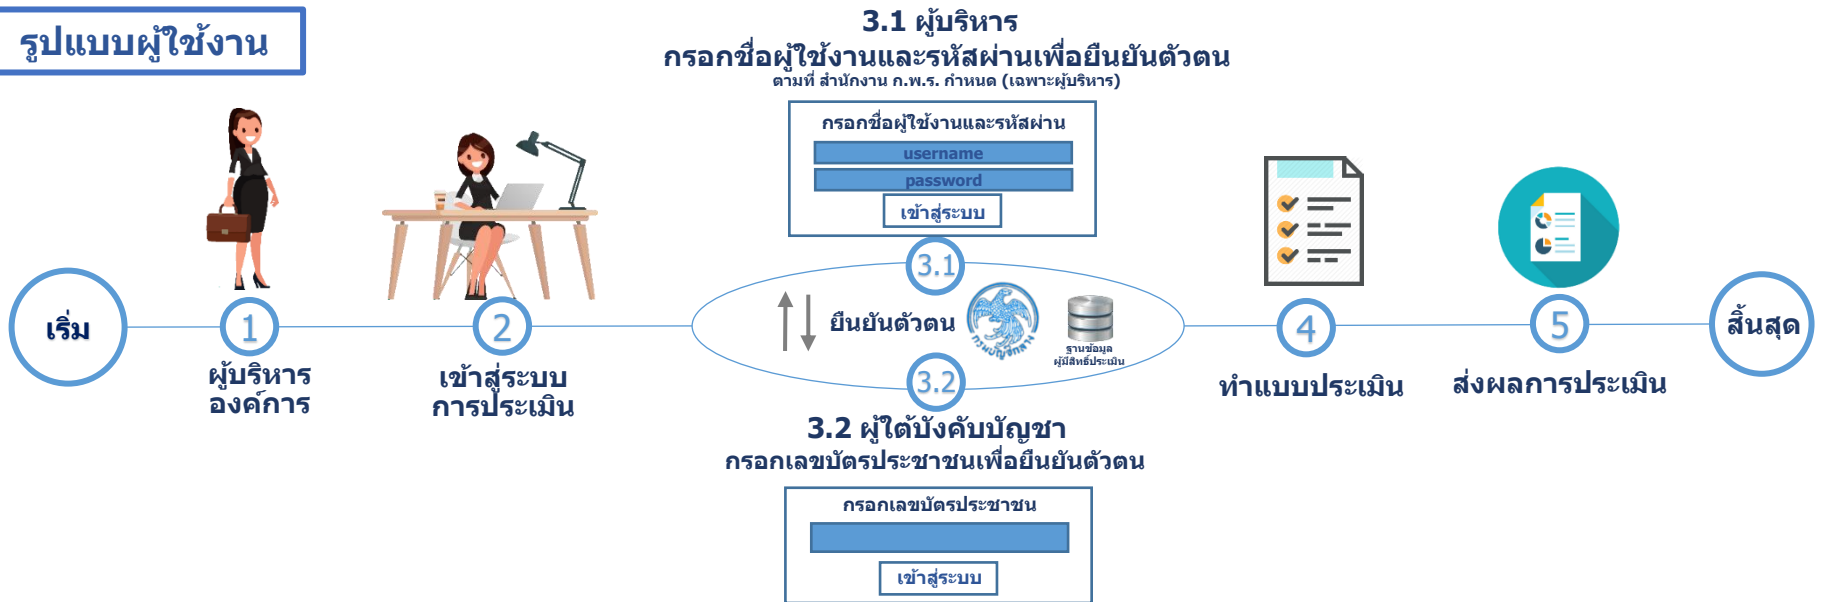 รูปแบบผู้ใช้งาน
3.1 ผู้บริหาร
กรอกชื่อผู้ใช้งานและรหัสผ่านเพื่อยืนยันตัวตน
ตามที่ สำนักงาน ก.พ.ร. กำหนด (เฉพาะผู้บริหาร)
กรอกชื่อผู้ใช้งานและรหัสผ่าน
username
password
เข้าสู่ระบบ
เริ่ม
1
ผู้บริหาร
องค์การ
2
เข้าสู่ระบบ
การประเมิน
3.1
ยืนยันตัวตน
กรมบัญชีกลาง
ฐานข้อมูล
ผู้มีสิทธิ์ประเมิน
3.2
3.2 ผู้ใต้บังคับบัญชา
กรอกเลขบัตรประชาชนเพื่อยืนยันตัวตน
กรอกเลขบัตรประชาชน
เข้าสู่ระบบ
4
ทำแบบประเมิน
5
ส่งผลการประเมิน
สิ้นสุด